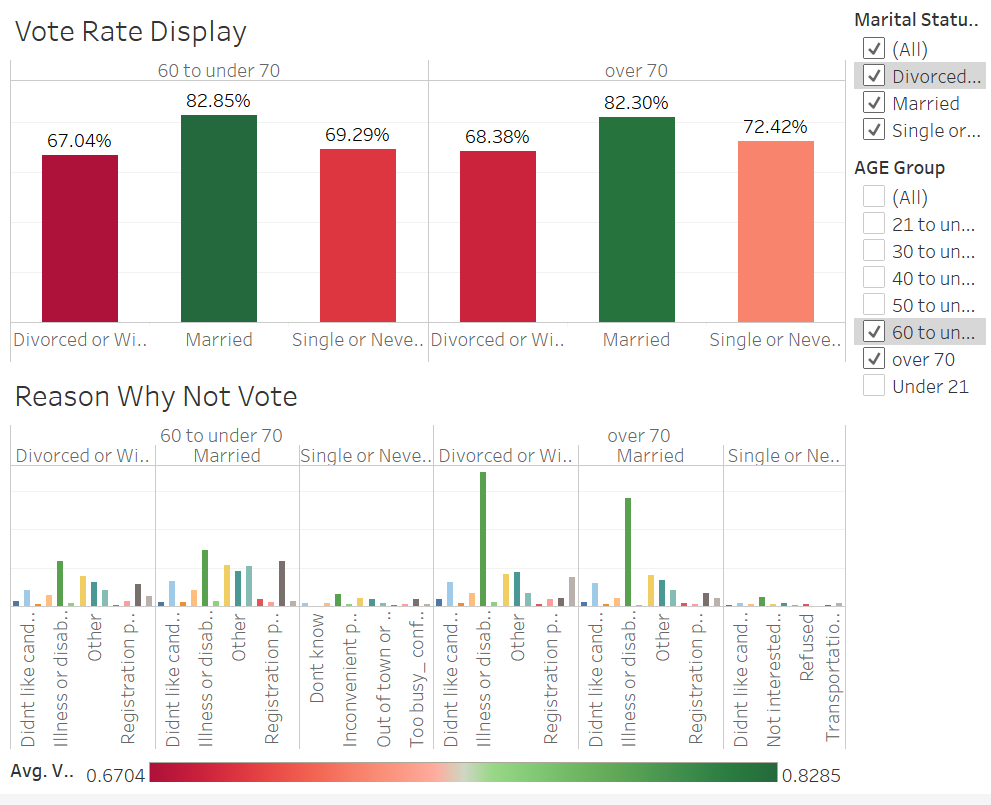 Vote Rate Display
60 to under 70
over 70
67.04%
82.85%
69.29%
68.38%
82.30%
72.42%
Divorced or Wi..
Married
Single or Neve..
Divorced or Wi..
Married
Single or Neve..
Reason Why Not Vote
60 to under 70
over 70
Divorced or Wi..
Married
Single or Neve..
Divorced or Wi..
Married
Single or Ne..
Didnt like cand..
Illness or disab..
Other
Registration p..
Didnt like cand..
Illness or disab..
Other
Registration p..
Dont know
Inconvenient p..
Out of town or ..
Too busy_ conf..
Didnt like cand..
Illness or disab..
Other
Registration p..
Didnt like cand..
Illness or disab..
Other
Registration p..
Didnt like cand..
Not interested..
Refused
Transportatio..
Avg. V..
0.6704
0.8285
Marital Statu..
(All)
Divorced...
Married
Single or...
AGE Group
(All)
21 to un...
30 to un...
40 to un...
50 to un...
60 to un...
over 70
Under 21